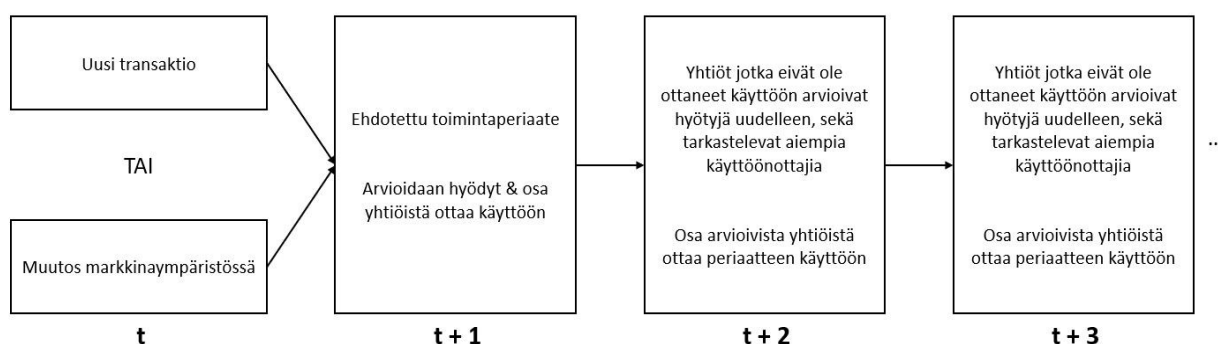 Uusi transaktio
TAI
Muutos markkinaympäristössä
t
Ehdotettu toimintaperiaate
Arvioidaan hyödyt & osa
yhtiöistä ottaa käyttöön
t + 1
Yhtiöt jotka eivät ole
ottaneet käyttöön arvioivat
hyötyjä uudelleen, sekä
tarkastelevat aiempia
käyttöönottajia
Osa arvioivista yhtiöistä
ottaa periaatteen käyttöön
t + 2
Yhtiöt jotka eivät ole
ottaneet käyttöön arvioivat
hyötyjä uudelleen, sekä
tarkastelevat aiempia
käyttöönottajia
Osa arvioivista yhtiöistä
ottaa periaatteen käyttöön
t + 3
..